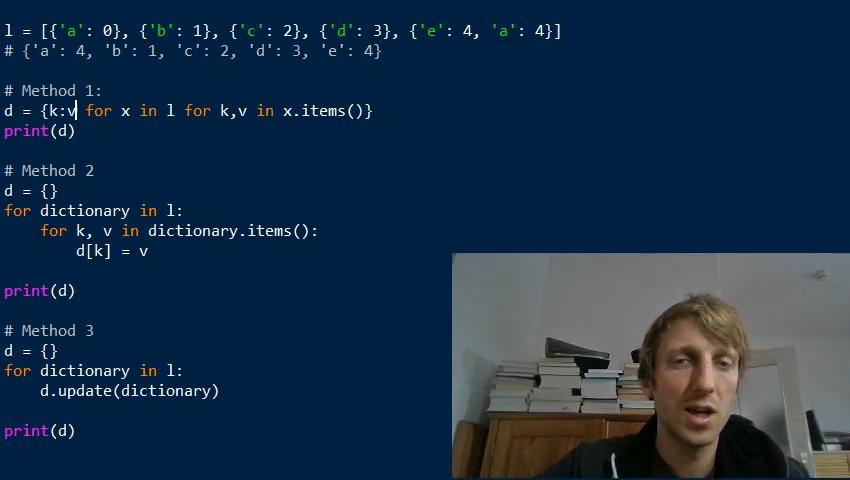 l = [{'a': 0}, {'b': 1}, {'c': 2}, {'d': 3}, {'e': 4, 'a': 4}]
# {'a': 4, 'b': 1, 'c': 2, 'd': 3, 'e': 4}
# Method 1:
d = {k:v for x in l for k,v in x.items()}
print(d)
# Method 2
d = {}
for dictionary in l:
    for k, v in dictionary.items():
        d[k] = v
print(d)
# Method 3
d = {}
for dictionary in l:
    d.update(dictionary)
print(d)